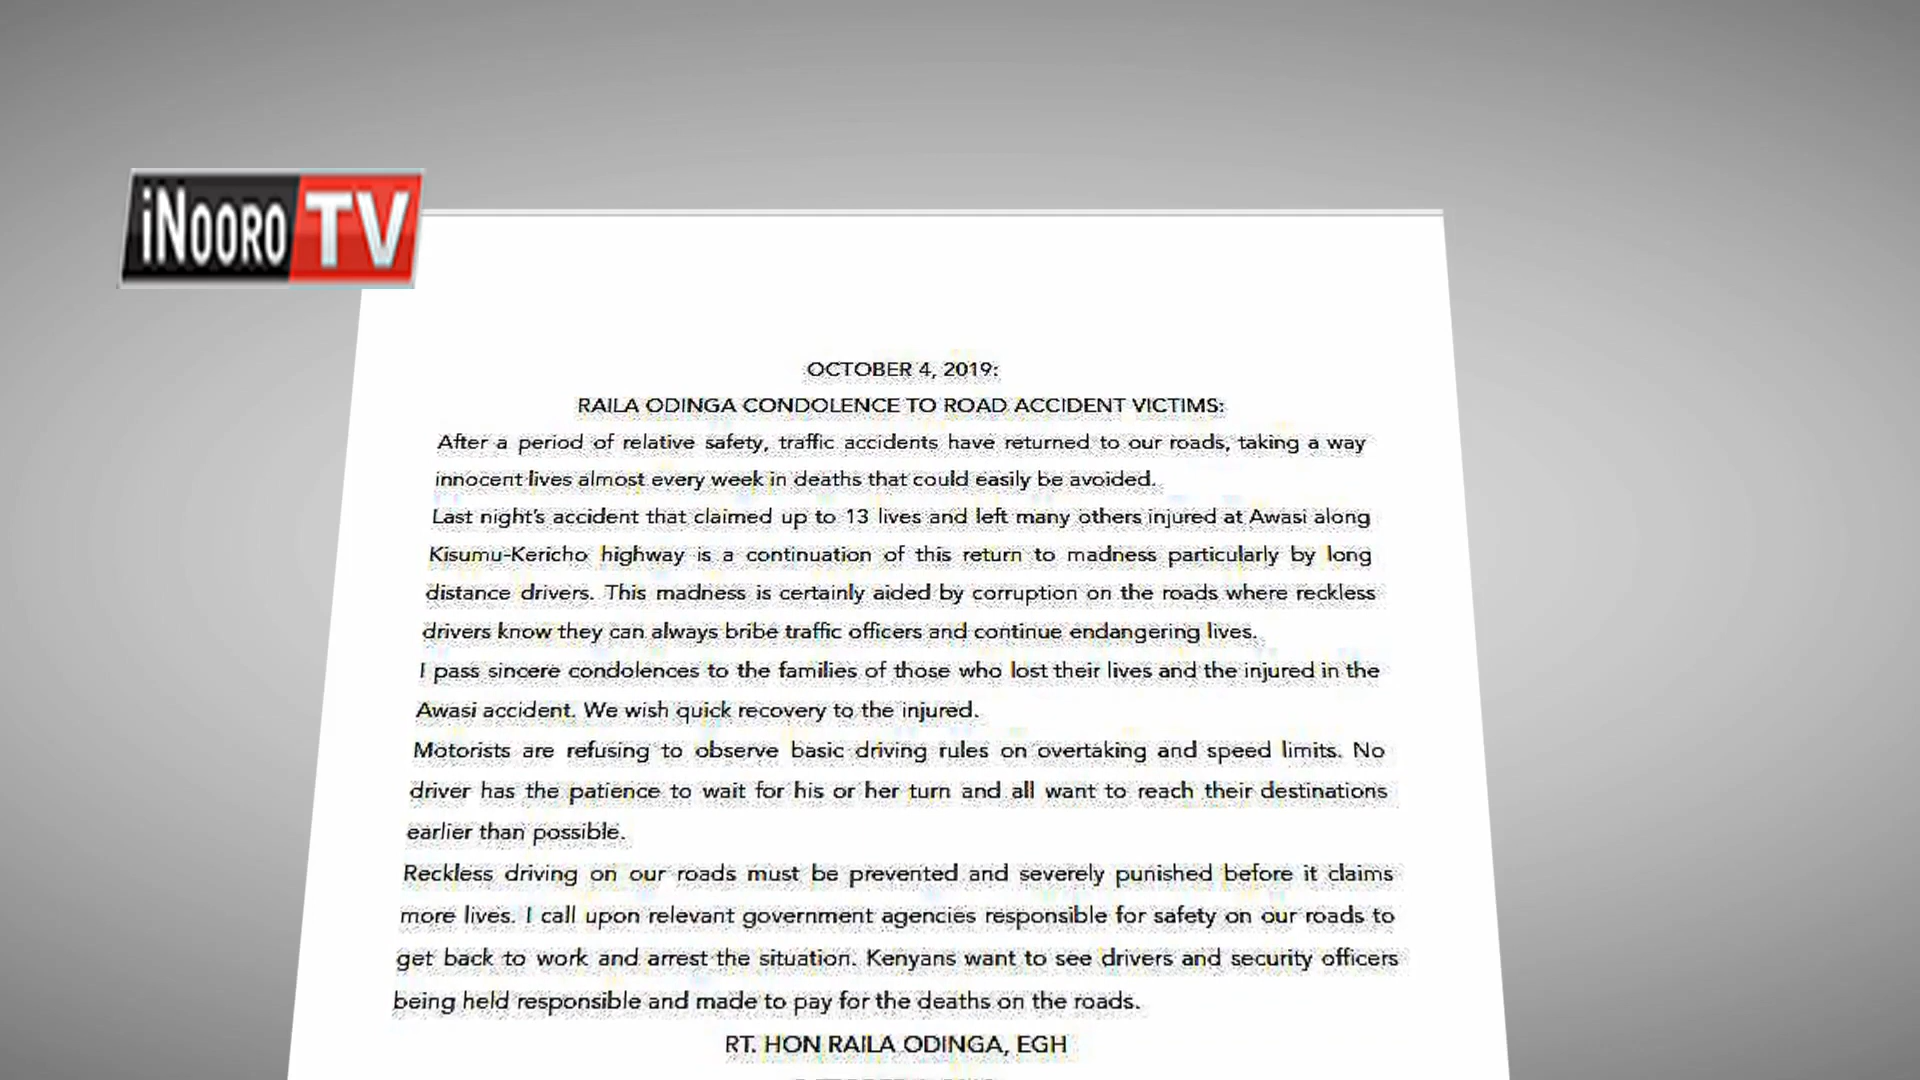 iNOORO TV
OCTOBER 4, 2019:
RAILA ODINGA CONDOLENCE TO ROAD ACCIDENT VICTIMS:
After a period of relative safety, traffic accidents have returned to our roads, taking a way
innocent lives almost every week in deaths that could easily be avoided.
Last night's accident that claimed up to 13 lives and left many others injured at Awasi along
Kisumu-Kericho highway is a continuation of this return to madness particularly by long
distance drivers. This madness is certainly aided by corruption on the roads where reckless
drivers know they can always bribe traffic officers and continue endangering lives.
I pass sincere condolences to the families of those who lost their lives and the injured in the
Awasi accident. We wish quick recovery to the injured.
Motorists are refusing to observe basic driving rules on overtaking and speed limits. No
driver has the patience to wait for his or her turn and all want to reach their destinations
earlier than possible.
Reckless driving on our roads must be prevented and severely punished before it claims
more lives. I call upon relevant government agencies responsible for safety on our roads to
get back to work and arrest the situation. Kenyans want to see drivers and security officers
being held responsible and made to pay for the deaths on the roads.
RT. HON RAILA ODINGA, EGH